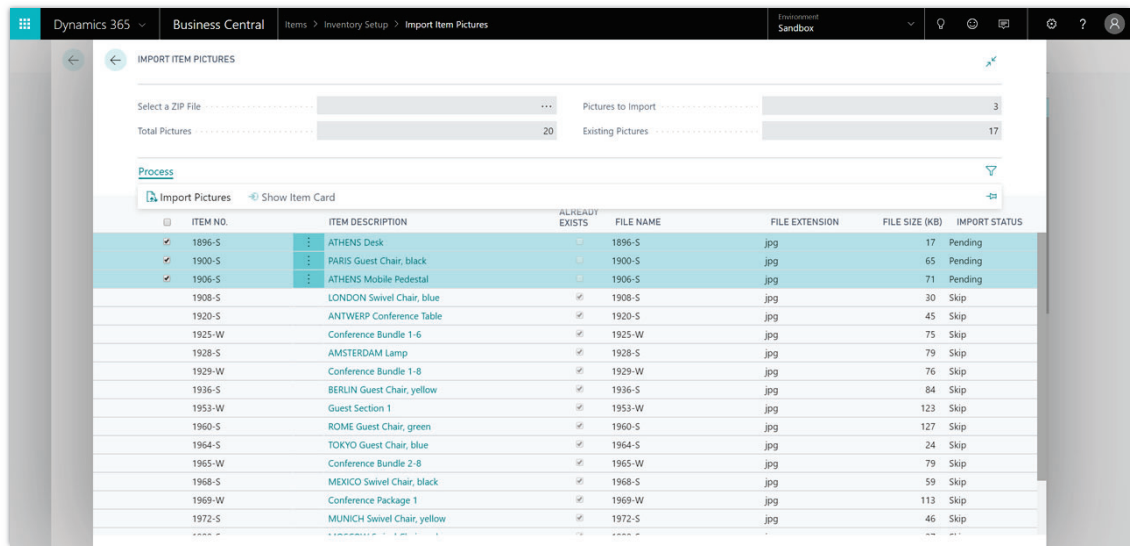 Dynamics 365 Business Central Items > Inventory Setup > Import Item Pictures Environment Sandbox ?
IMPORT ITEM PICTURES
Select a ZIP File ... Pictures to Import 3
Total Pictures 20 Existing Pictures 17
Process
Import Pictures Show Item Card
ITEM NO. ITEM DESCRIPTION ALREADY EXISTS FILE NAME FILE EXTENSION FILE SIZE (KB) IMPORT STATUS
1896-S ATHENS Desk 1896-S jpg 17 Pending
1900-S PARIS Guest Chair, black 1900-S jpg 65 Pending
1906-S ATHENS Mobile Pedestal 1906-S jpg 71 Pending
1908-S LONDON Swivel Chair, blue 1908-S jpg 30 Skip
1920-S ANTWERP Conference Table 1920-S jpg 45 Skip
1925-W Conference Bundle 1-6 1925-W jpg 75 Skip
1928-S AMSTERDAM Lamp 1928-S jpg 79 Skip
1929-W Conference Bundle 1-8 1929-W jpg 76 Skip
1936-S BERLIN Guest Chair, yellow 1936-S jpg 84 Skip
1953-W Guest Section 1 1953-W jpg 123 Skip
1960-S ROME Guest Chair, green 1960-S jpg 127 Skip
1964-S TOKYO Guest Chair, blue 1964-S jpg 24 Skip
1965-W Conference Bundle 2-8 1965-W jpg 79 Skip
1968-S MEXICO Swivel Chair, black 1968-S jpg 59 Skip
1969-W Conference Package 1 1969-W jpg 113 Skip
1972-S MUNICH Swivel Chair, yellow 1972-S jpg 46 Skip